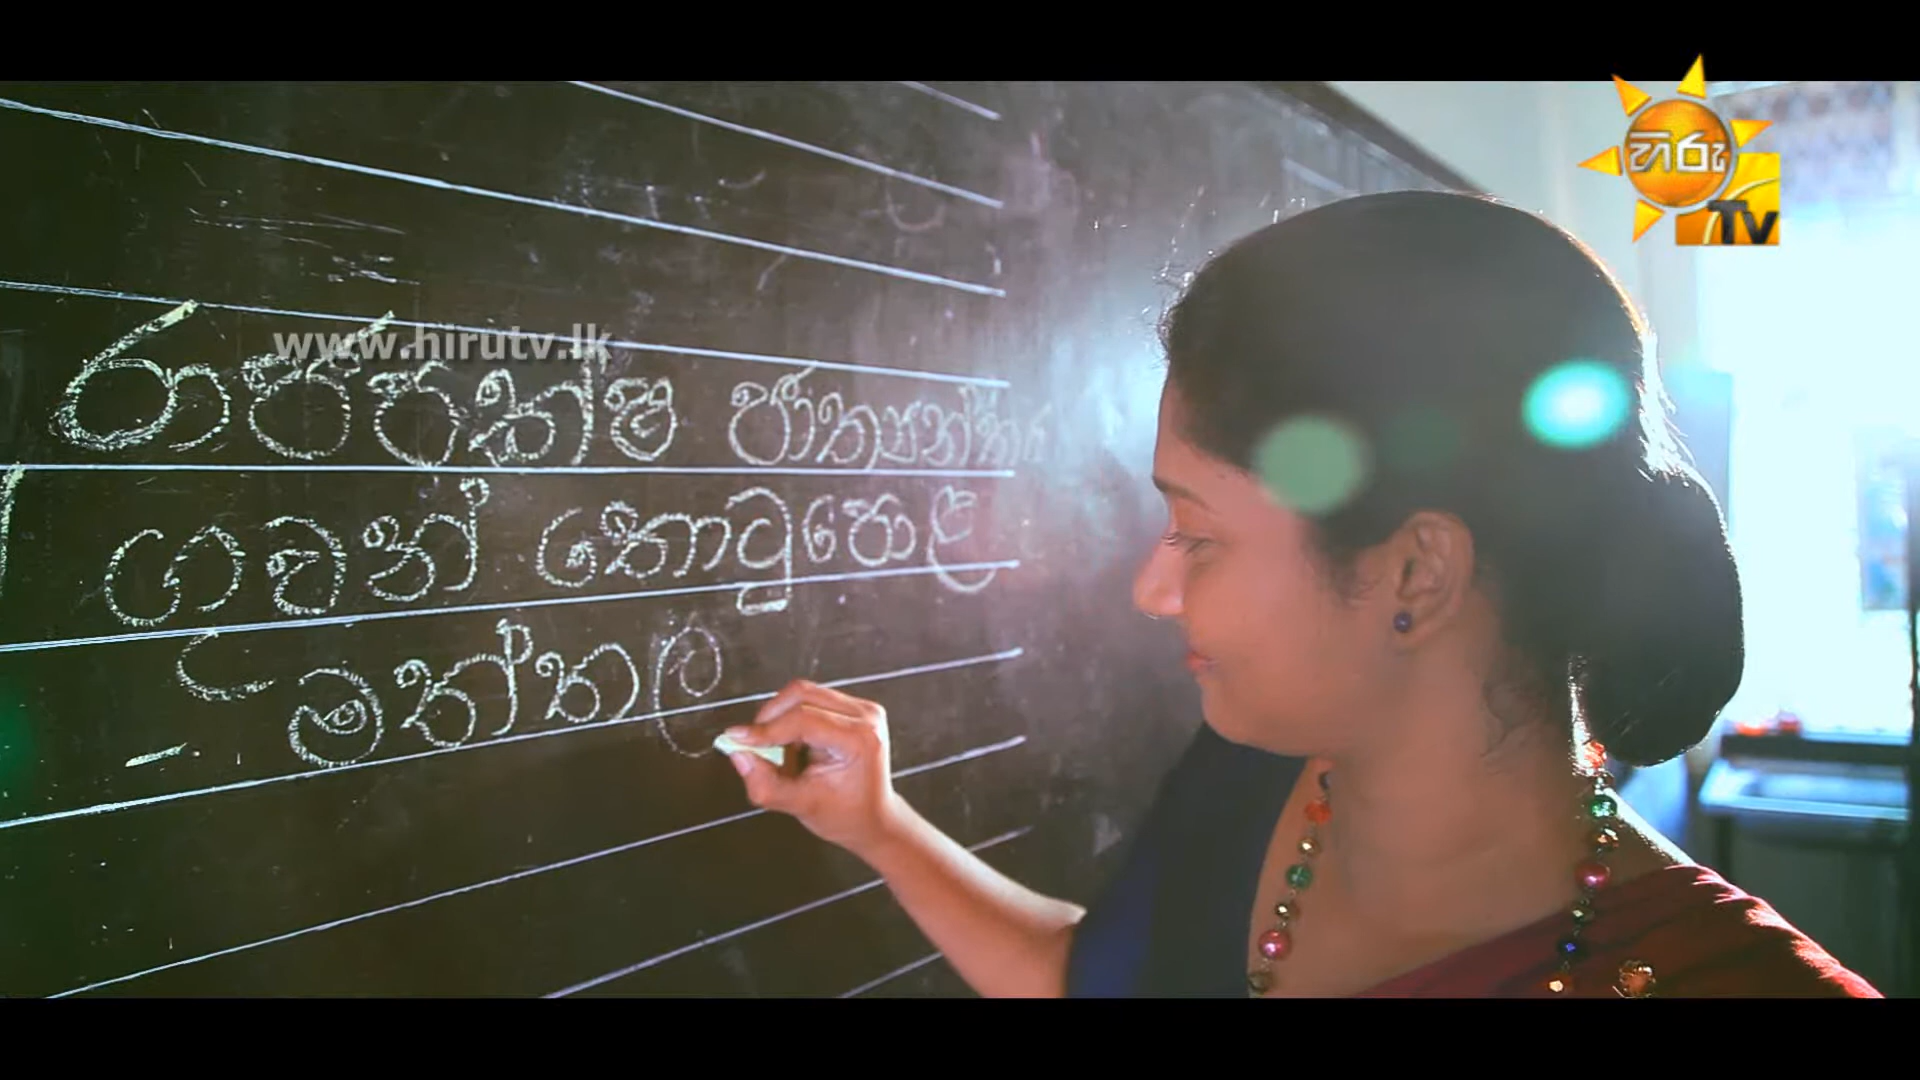 හිරු
TV
www.hirutv.lk
රාජපක්ෂ ජාත්‍යන්තර
ගුවන් තොටුපොළ
- මත්තල